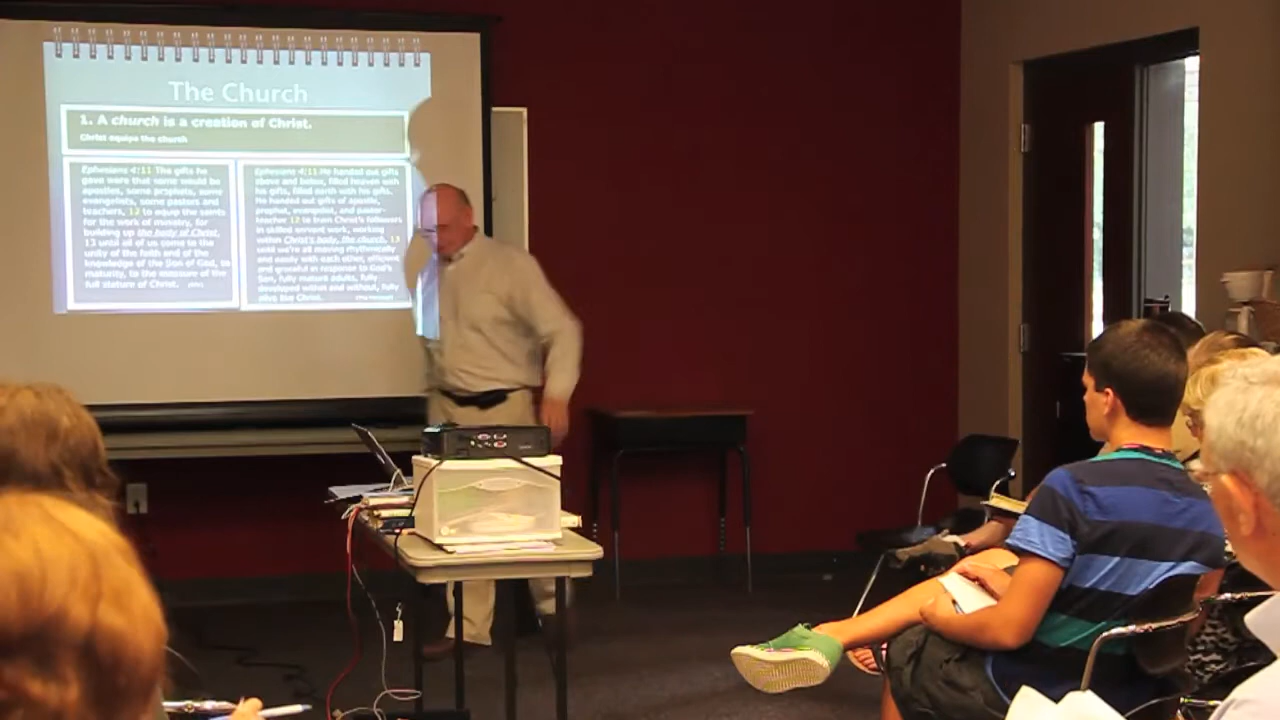 The Church
1. A church is a creation of Christ.
Christ equips the church
Ephesians 4:11 The gifts he
gave were that some would be
apostles, some prophets, some
evangelists, some pastors and
teachers, 12 to equip the saints
for the work of ministry, for
building up the body of Christ,
13 until all of us come to the
unity of the faith and of the
knowledge of the Son of God, to
maturity, to the measure of the
full stature of Christ.
Ephesians 4:11 He handed out gifts
above and below, filled heaven with
his gifts, filled earth with his gifts.
He handed out gifts of apostle,
prophet, evangelist, and pastor-
teacher 12 to train Christ's followers
in skilled servant work, working
within Christ's body, the church, 13
until we're all moving rhythmically
and easily with each other, efficient
and graceful in response to God's
Son, fully mature adults, fully
developed within and without, fully
alive like Christ. (The Message)